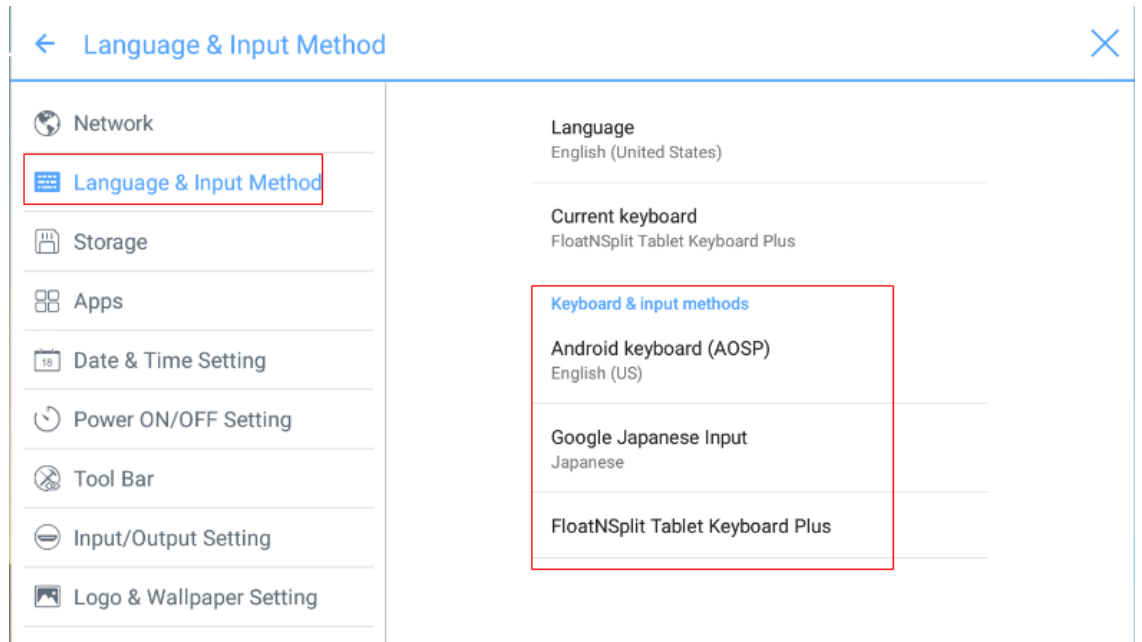 Language & Input Method
Network
Language & Input Method
Storage
Apps
18
Date & Time Setting
Power ON/OFF Setting
Tool Bar
Input/Output Setting
Logo & Wallpaper Setting
Language
English (United States)
Current keyboard
FloatNSplit Tablet Keyboard Plus
Keyboard & input methods
Android keyboard (AOSP)
English (US)
Google Japanese Input
Japanese
FloatNSplit Tablet Keyboard Plus